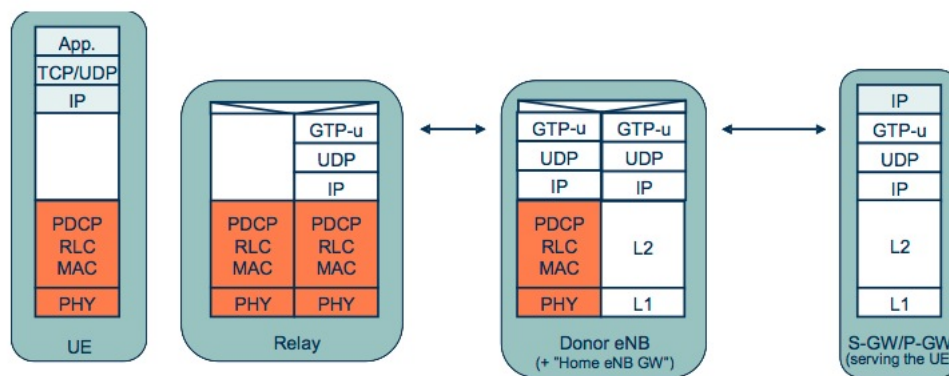 App.
TCP/UDP
IP
PDCP
RLC
MAC
PHY
UE
GTP-u
UDP
IP
PDCP
RLC
MAC
PDCP
RLC
MAC
PHY
PHY
Relay
GTP-u
GTP-u
UDP
UDP
IP
IP
PDCP
RLC
MAC
L2
PHY
L1
Donor eNB
(+ "Home eNB GW")
IP
GTP-u
UDP
IP
L2
L1
S-GW/P-GW
(serving the UE